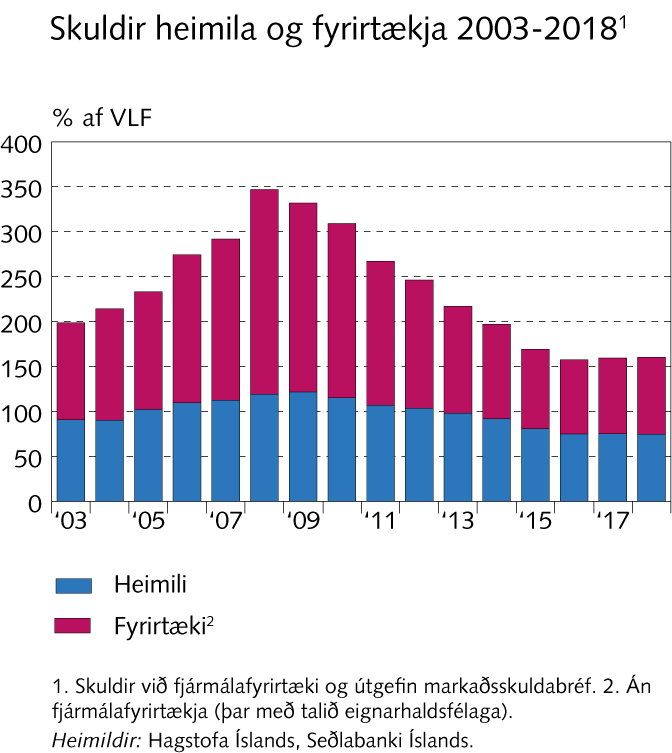 Skuldir heimila og fyrirtækja 2003-2018¹
% af VLF
400
350
300
250
200
150
100
50
0
‘03 ‘05 ‘07 ‘09 ‘11 ‘13 ‘15 ‘17
Heimili
Fyrirtæki²
1. Skuldir við fjármálafyrirtæki og útgefin markaðsskuldabréf. 2. Án
fjármálafyrirtækja (þar með talið eignarhaldsfélaga).
Heimildir: Hagstofa Íslands, Seðlabanki Íslands.